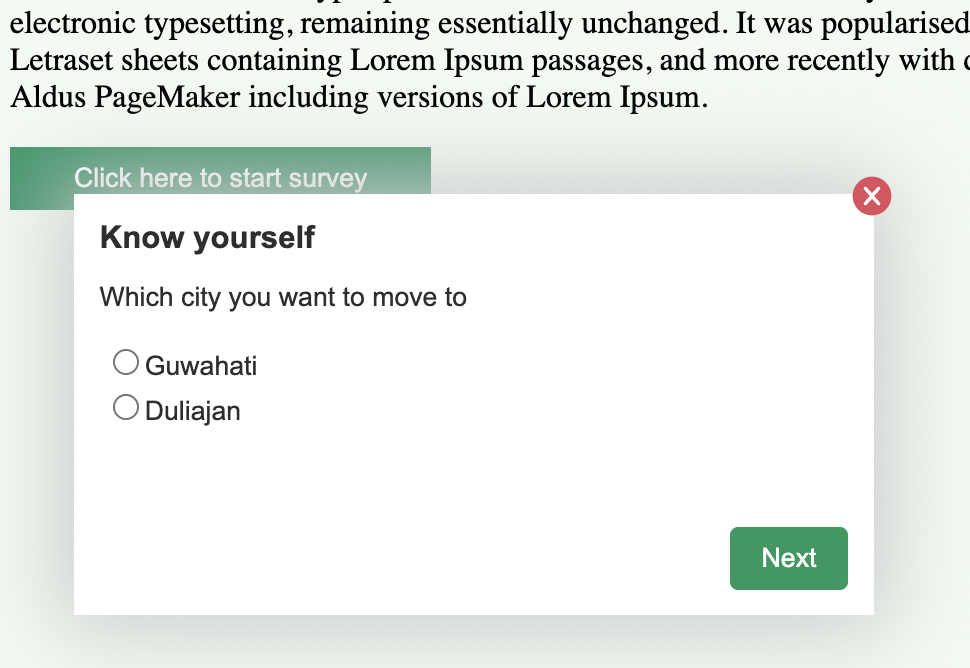 electronic typesetting, remaining essentially unchanged. It was popularised
Letraset sheets containing Lorem Ipsum passages, and more recently with
Aldus PageMaker including versions of Lorem Ipsum.
Click here to start survey
Know yourself
Which city you want to move to
Guwahati
Duliajan
Next